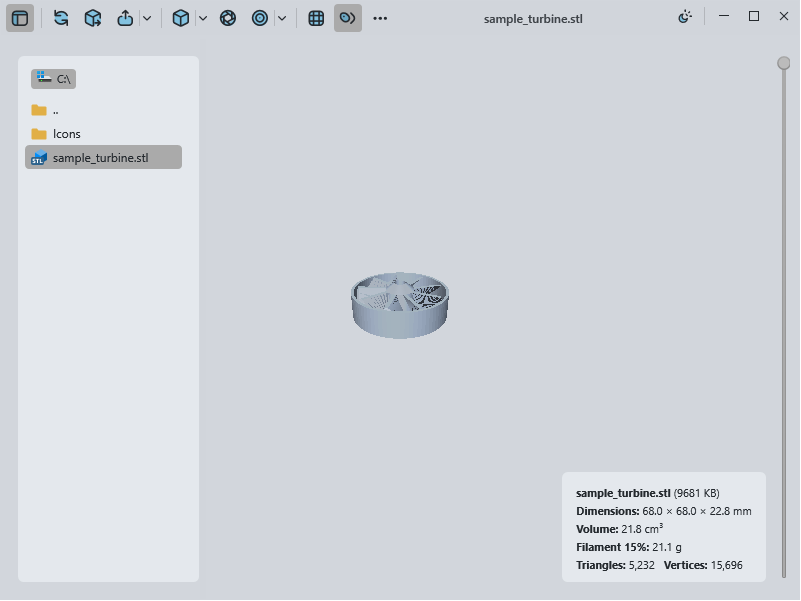 sample_turbine.stl
C:\
..
Icons
STL sample_turbine.stl
sample_turbine.stl (9681 KB)
Dimensions: 68.0 × 68.0 × 22.8 mm
Volume: 21.8 cm³
Filament 15%: 21.1 g
Triangles: 5,232 Vertices: 15,696